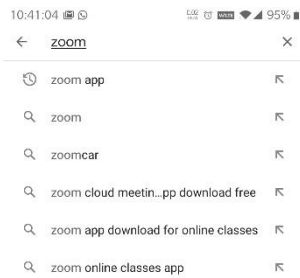 10:41:04 95%
zoom
zoom app
zoom
zoomcar
zoom cloud meetin...pp download free
zoom app download for online classes
zoom online classes app